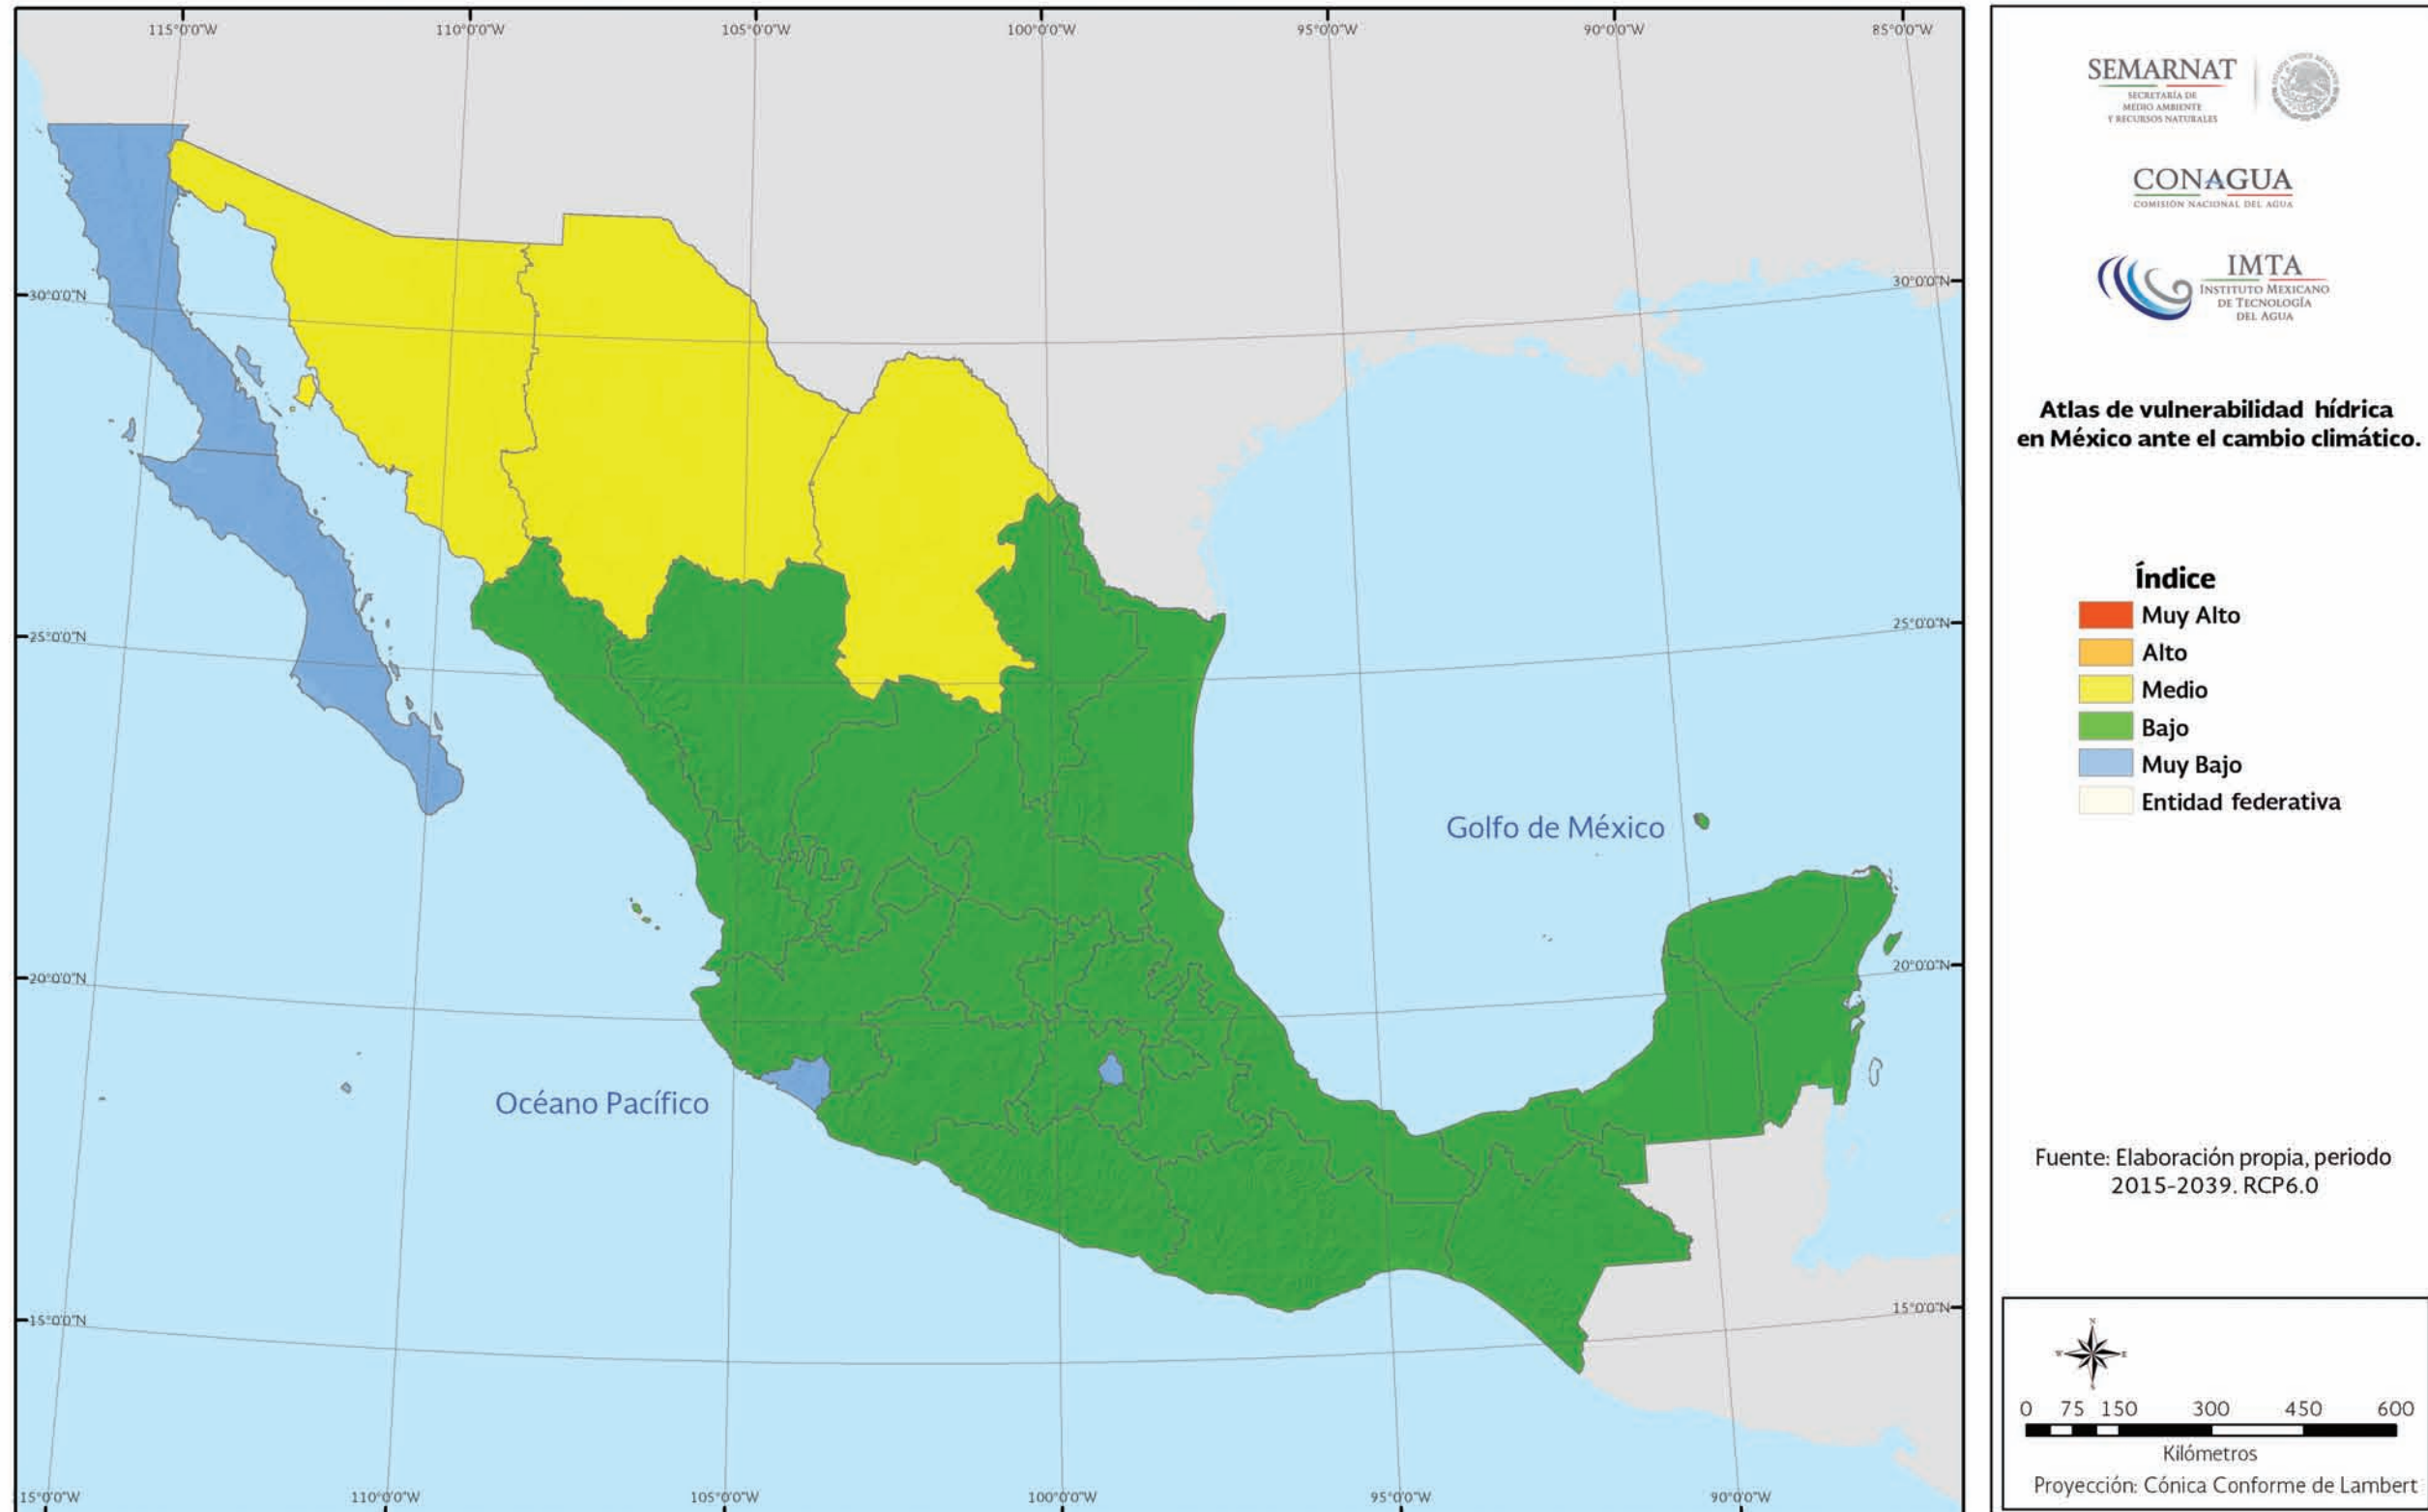 115°0'0"W
110°0'0"W
105°0'0"W
100°0'0"W
95°0'0"W
90°0'0"W
85°0'0"W
30°0'0"N
30°0'0"N
25°0'0"N
25°0'0"N
20°0'0"N
20°0'0"N
15°0'0"N
15°0'0"N
Golfo de México
Océano Pacífico
15°0'0"W
110°0'0"W
105°0'0"W
100°0'0"W
95°0'0"W
90°0'0"W
SEMARNAT
SECRETARÍA DE
MEDIO AMBIENTE
Y RECURSOS NATURALES
CONAGUA
COMISIÓN NACIONAL DEL AGUA
IMTA
INSTITUTO MEXICANO
DE TECNOLOGÍA
DEL AGUA
Atlas de vulnerabilidad hídrica
en México ante el cambio climático.
Índice
Muy Alto
Alto
Medio
Bajo
Muy Bajo
Entidad federativa
Fuente: Elaboración propia, periodo
2015-2039. RCP6.0
N
W E
S
0 75 150 300 450 600
Kilómetros
Proyección: Cónica Conforme de Lambert